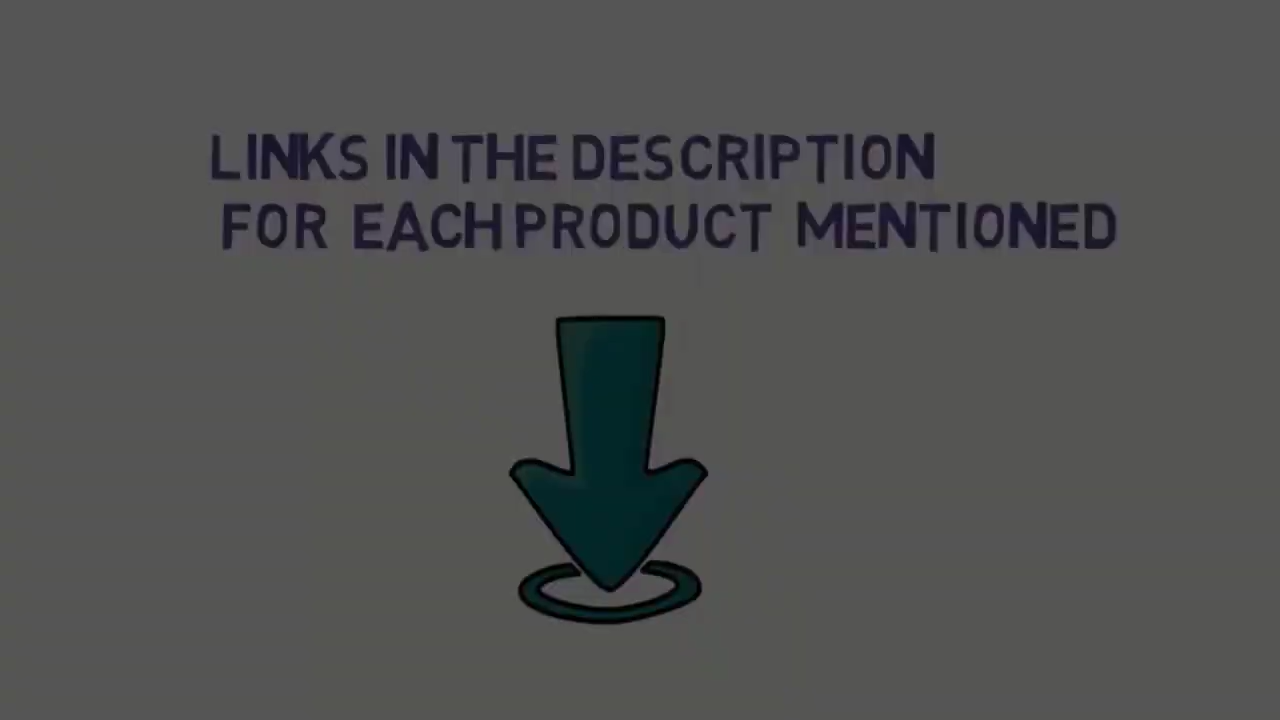 LINKS IN THE DESCRIPTION
FOR EACH PRODUCT MENTIONED